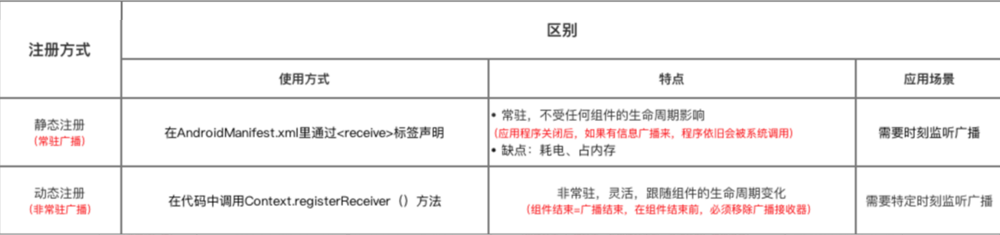 注册方式
区别
使用方式
特点
应用场景
静态注册
(常驻广播)
在AndroidManifest.xml里通过<receive>标签声明
• 常驻，不受任何组件的生命周期影响
(应用程序关闭后，如果有信息广播来，程序依旧会被系统调用)
• 缺点：耗电、占内存
需要时刻监听广播
动态注册
(非常驻广播)
在代码中调用Context.registerReceiver（）方法
非常驻，灵活，跟随组件的生命周期变化
(组件结束=广播结束，在组件结束前，必须移除广播接收器)
需要特定时刻监听广播